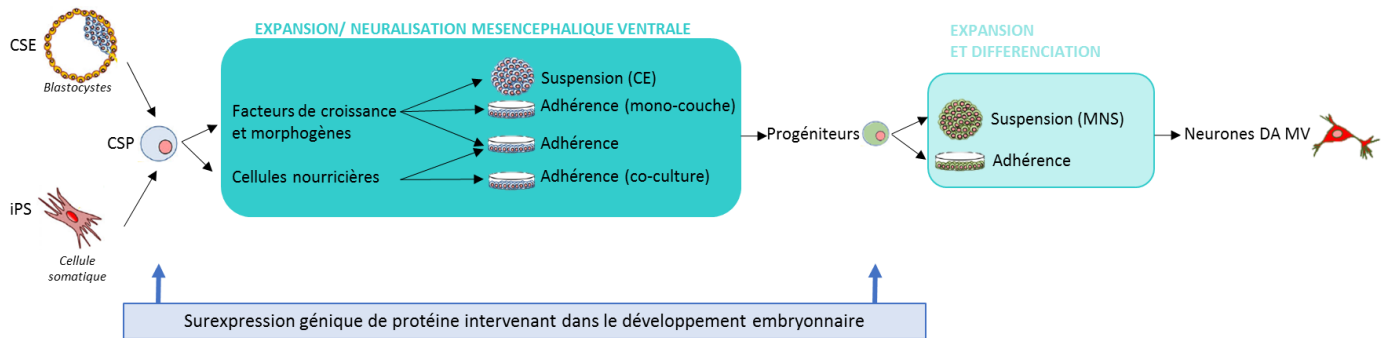 CSE
Blastocystes
CSP
iPS
Cellule
somatique
EXPANSION/ NEURALISATION MESENCEPHALIQUE VENTRALE
Facteurs de croissance
et morphogènes
Cellules nourricières
Suspension (CE)
Adhérence (mono-couche)
Adhérence
Adhérence (co-culture)
Progéniteurs
EXPANSION
ET DIFFERENCIATION
Suspension (MNS)
Adhérence
Neurones DA MV
Surexpression génique de protéine intervenant dans le développement embryonnaire